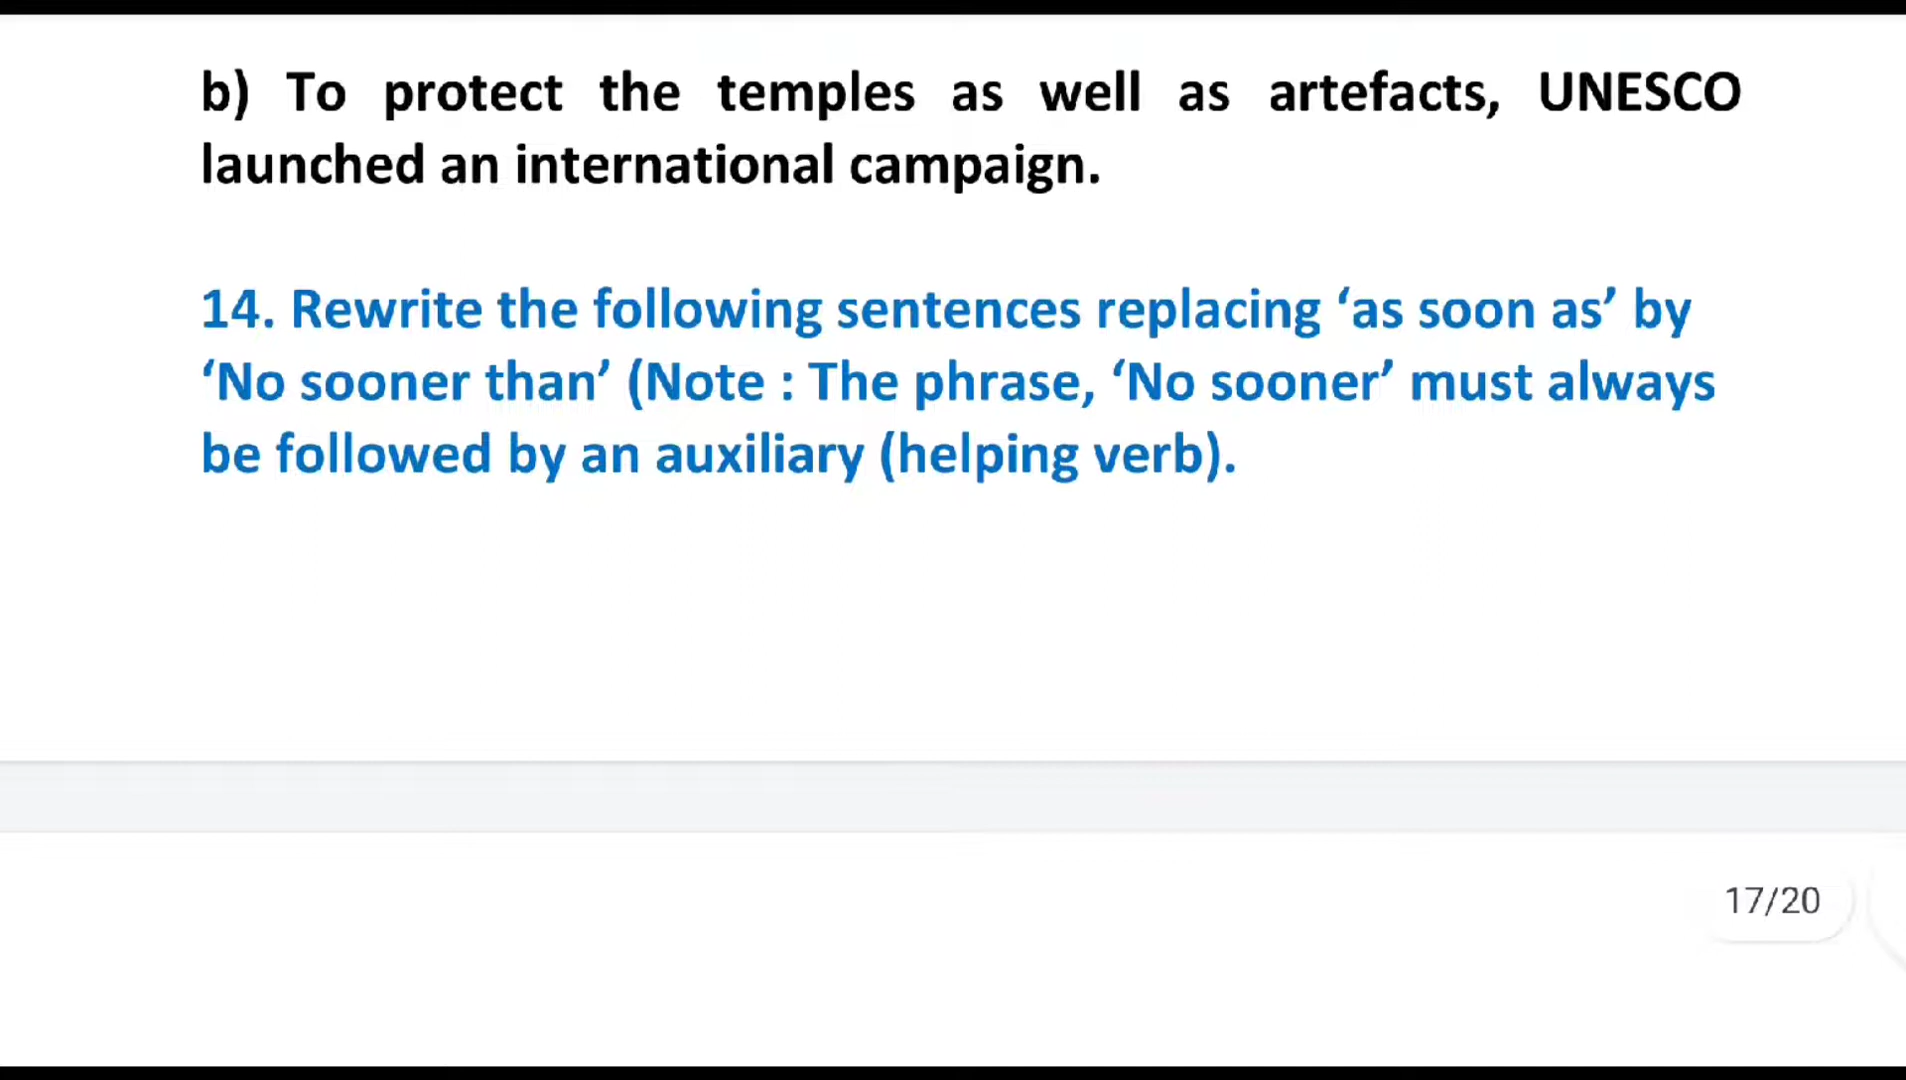 b) To protect the temples as well as artefacts, UNESCO
launched an international campaign.
14. Rewrite the following sentences replacing ‘as soon as’ by
‘No sooner than’ (Note : The phrase, ‘No sooner’ must always
be followed by an auxiliary (helping verb).
17/20